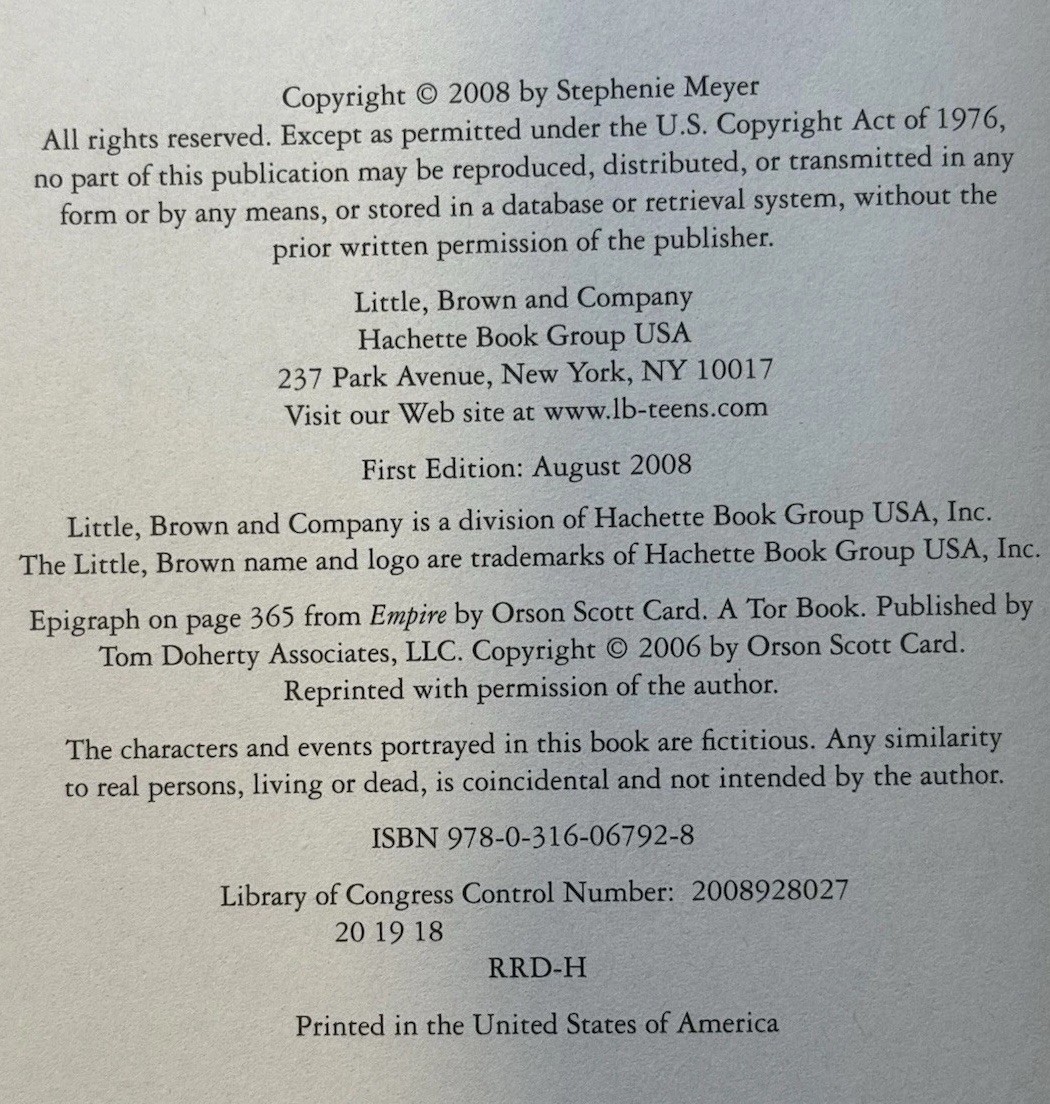 Copyright © 2008 by Stephenie Meyer
All rights reserved. Except as permitted under the U.S. Copyright Act of 1976,
no part of this publication may be reproduced, distributed, or transmitted in any
form or by any means, or stored in a database or retrieval system, without the
prior written permission of the publisher.
Little, Brown and Company
Hachette Book Group USA
237 Park Avenue, New York, NY 10017
Visit our Web site at www.lb-teens.com
First Edition: August 2008
Little, Brown and Company is a division of Hachette Book Group USA, Inc.
The Little, Brown name and logo are trademarks of Hachette Book Group USA, Inc.
Epigraph on page 365 from Empire by Orson Scott Card. A Tor Book. Published by
Tom Doherty Associates, LLC. Copyright © 2006 by Orson Scott Card.
Reprinted with permission of the author.
The characters and events portrayed in this book are fictitious. Any similarity
to real persons, living or dead, is coincidental and not intended by the author.
ISBN 978-0-316-06792-8
Library of Congress Control Number: 2008928027
20 19 18
RRD-H
Printed in the United States of America